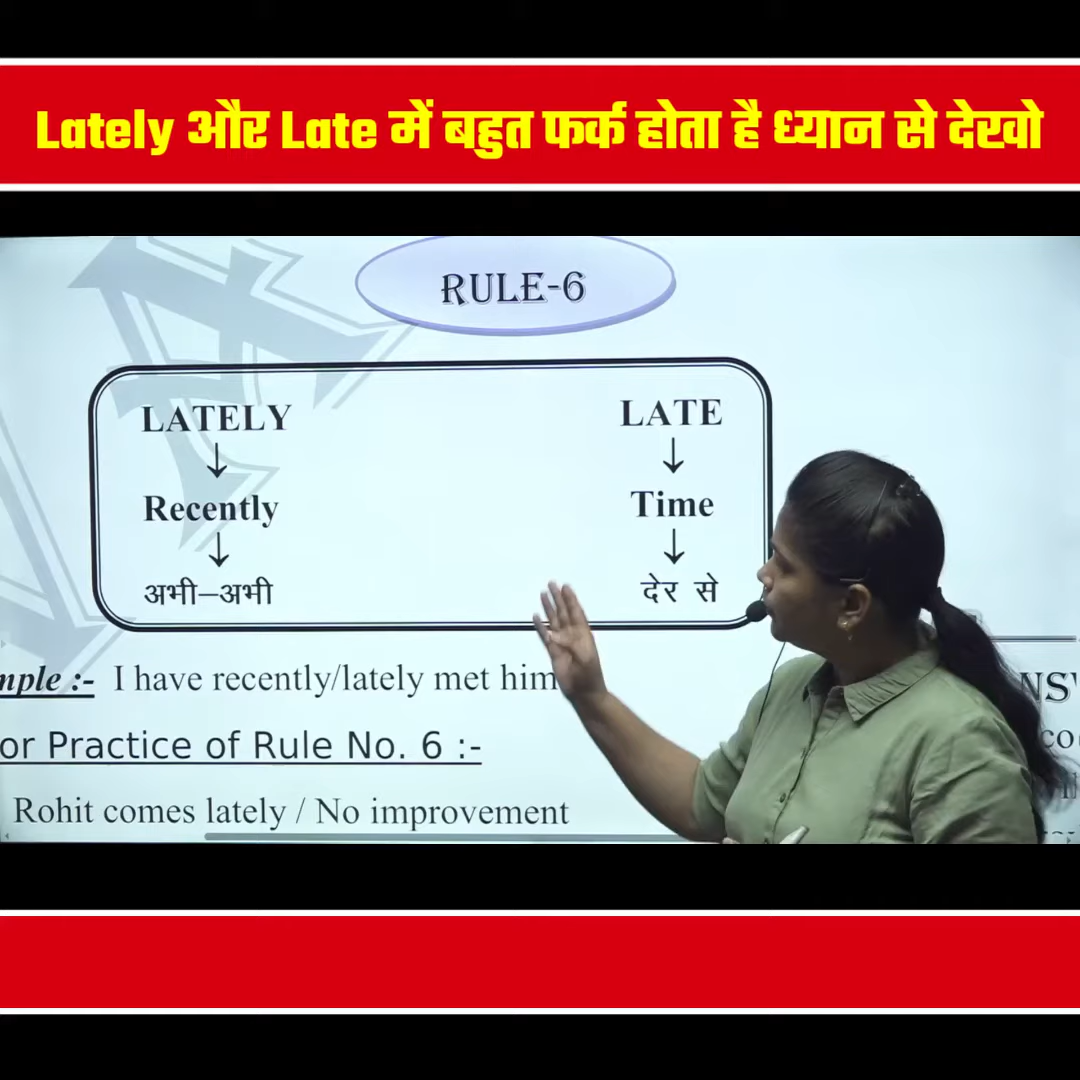 Lately और Late में बहुत फर्क होता है ध्यान से देखो
RULE-6
LATELY LATE
Recently Time
अभी–अभी देर से
mple :- I have recently/lately met him
or Practice of Rule No. 6 :-
Rohit comes lately / No improvement